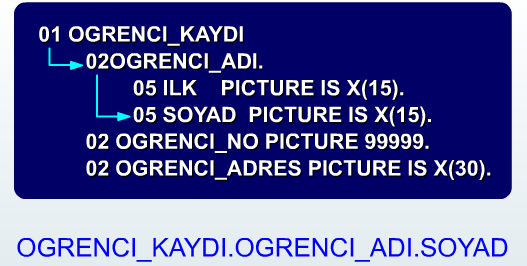 01 OGRENCI_KAYDI
02OGRENCI_ADI.
05 ILK PICTURE IS X(15).
05 SOYAD PICTURE IS X(15).
02 OGRENCI_NO PICTURE 99999.
02 OGRENCI_ADRES PICTURE IS X(30).
OGRENCI_KAYDI.OGRENCI_ADI.SOYAD